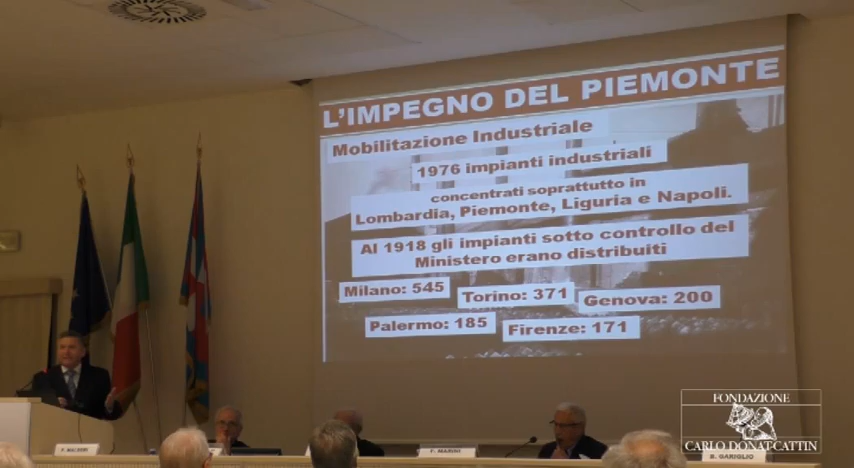 L'IMPEGNO DEL PIEMONTE
Mobilitazione Industriale
1976 impianti industriali
concentrati soprattutto in
Lombardia, Piemonte, Liguria e Napoli.
Al 1918 gli impianti sotto controllo del
Ministero erano distribuiti
Milano: 545
Torino: 371
Genova: 200
Palermo: 185
Firenze: 171
FONDAZIONE
CARLO DONAT-CATTIN
F. MARINI
B. GARIGLIO